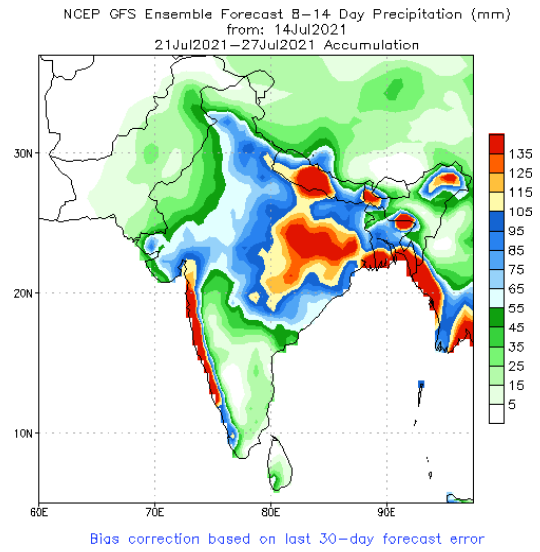 NCEP GFS Ensemble Forecast 8-14 Day Precipitation (mm)
from: 14Jul2021
21Jul2021-27Jul2021 Accumulation
30N
20N
10N
60E
70E
80E
90E
135
125
115
105
95
85
75
65
55
45
35
25
15
5
Bias correction based on last 30-day forecast error